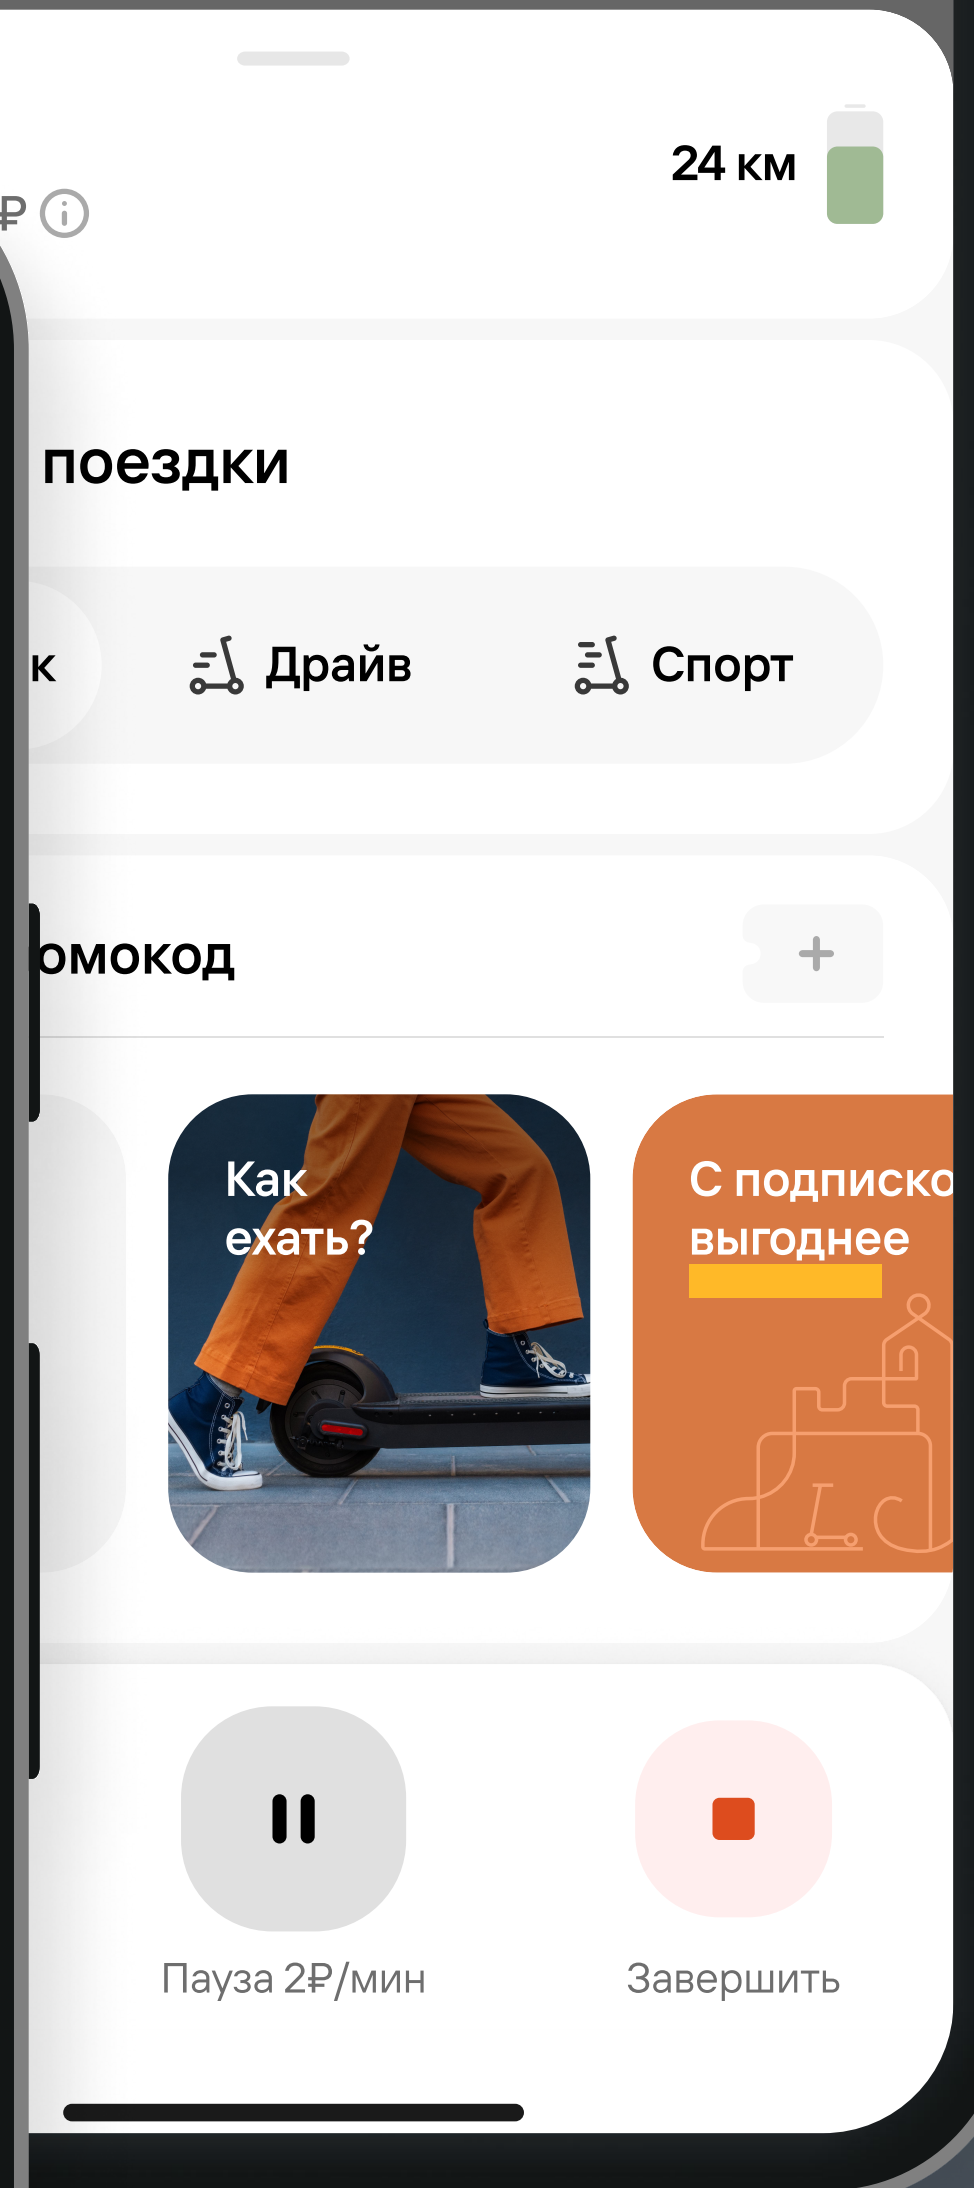 24 км
₽
поездки
к
Драйв
Спорт
омокод
Как
ехать?
С подписко
выгоднее
Пауза 2₽/мин
Завершить